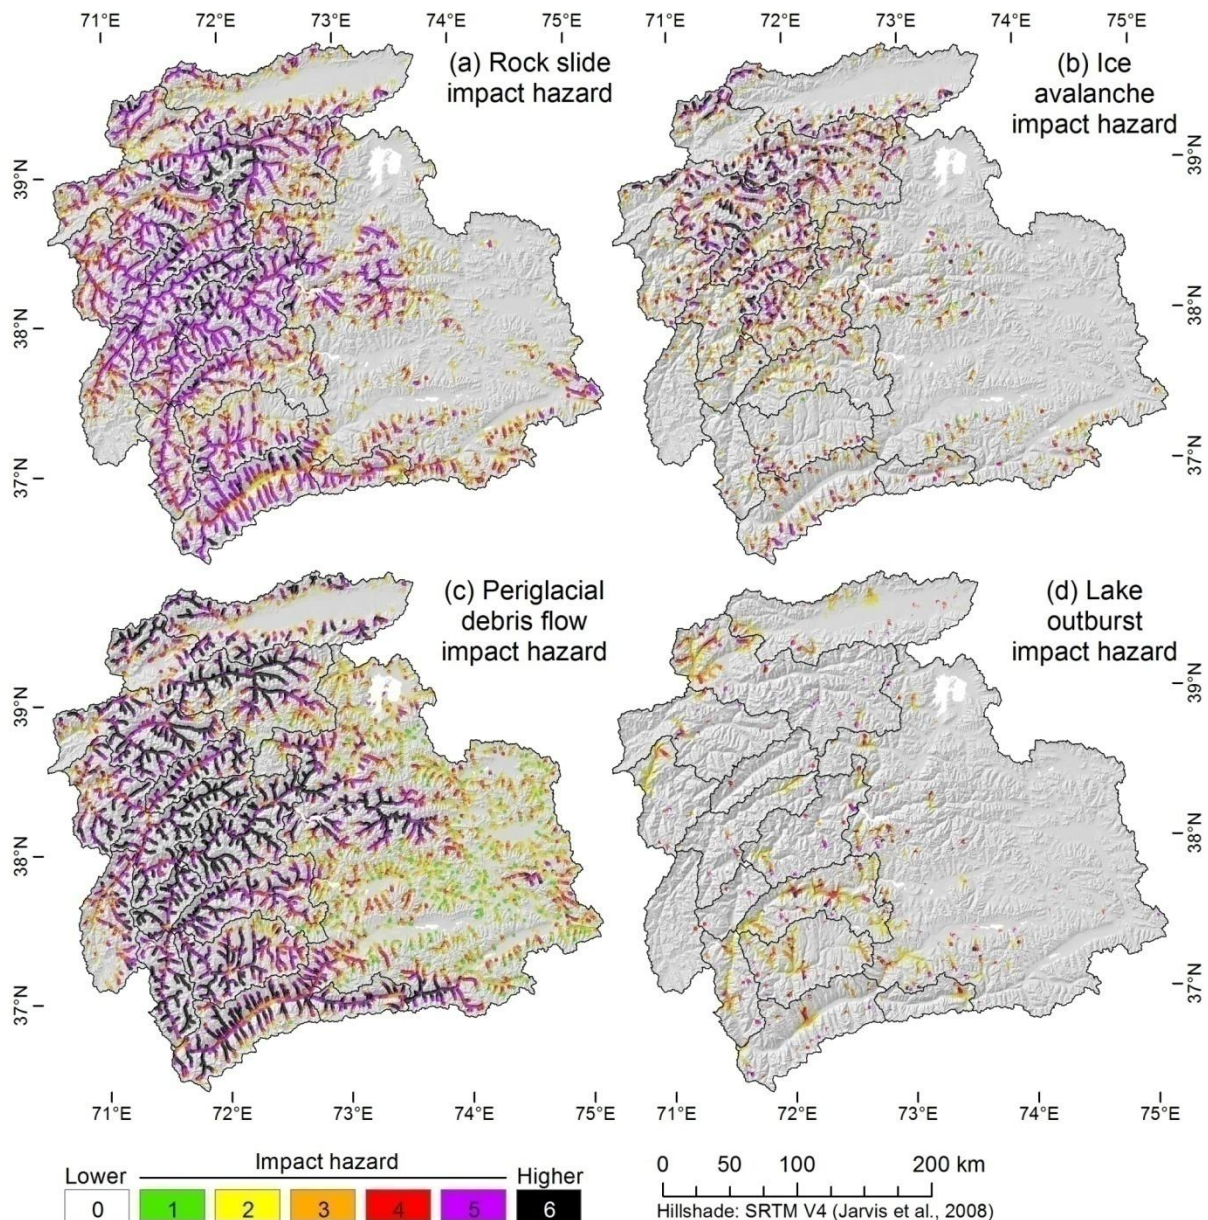 71°E 72°E 73°E 74°E 75°E 71°E 72°E 73°E 74°E 75°E
(a) Rock slide
impact hazard
(b) Ice
avalanche
impact hazard
39°N
38°N
37°N
39°N
38°N
37°N
(c) Periglacial
debris flow
impact hazard
(d) Lake
outburst
impact hazard
39°N
38°N
37°N
39°N
38°N
37°N
71°E 72°E 73°E 74°E 75°E 71°E 72°E 73°E 74°E 75°E
Lower Impact hazard Higher
0 1 2 3 4 5 6
0 50 100 200 km
Hillshade: SRTM V4 (Jarvis et al., 2008)